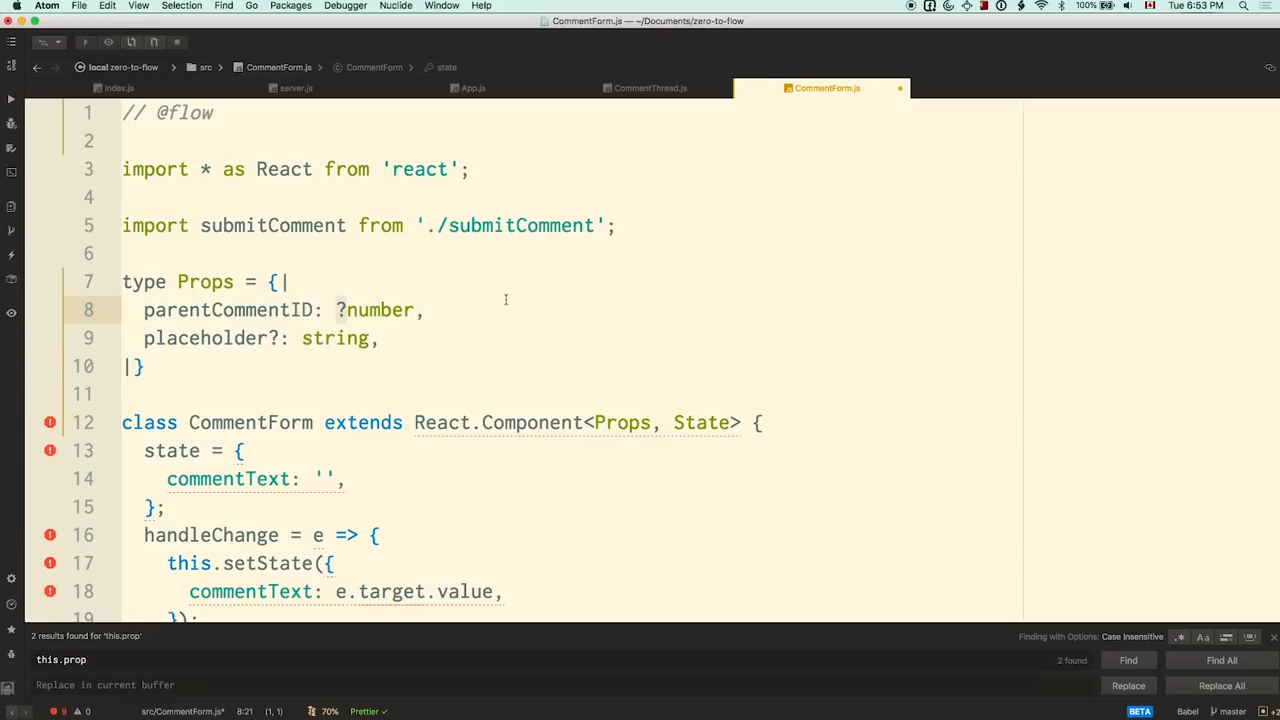 Atom File Edit View Selection Find Go Packages Debugger Nuclide Window Help 100% Tue 6:53 PM
CommentForm.js — ~/Documents/zero-to-flow
local zero-to-flow src CommentForm.js CommentForm state
index.js server.js App.js CommentThread.js CommentForm.js
1 // @flow
2
3 import * as React from 'react';
4
5 import submitComment from './submitComment';
6
7 type Props = {|
8 parentCommentID: ?number,
9 placeholder?: string,
10 |}
11
12 class CommentForm extends React.Component<Props, State> {
13 state = {
14 commentText: '',
15 };
16 handleChange = e => {
17 this.setState({
18 commentText: e.target.value,
19 });
2 results found for 'this.prop' Finding with Options: Case Insensitive .* Aa
this.prop 2 found Find Find All
Replace in current buffer Replace Replace All
9 0 src/CommentForm.js* 8:21 (1, 1) 70% Prettier ✓ BETA Babel master +2